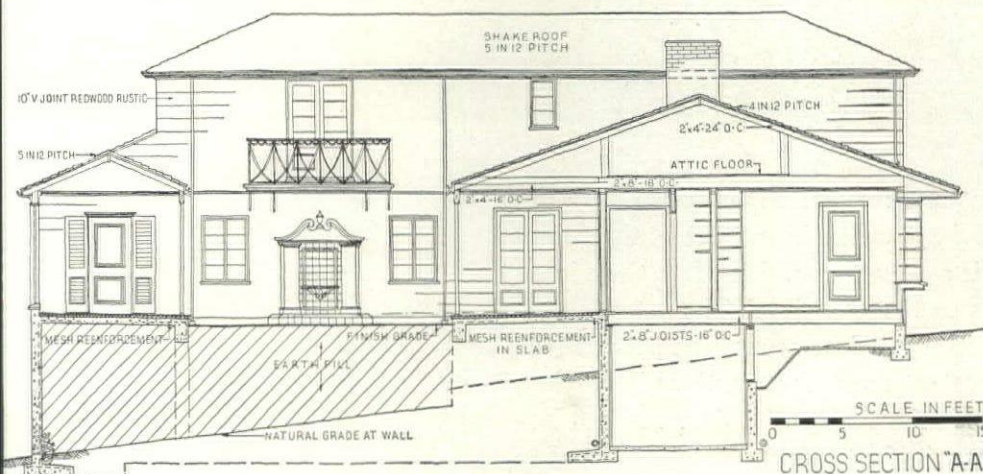 SHAKE ROOF
5 IN 12 PITCH
10" V JOINT REDWOOD RUSTIC
4 IN 12 PITCH
2"x4"-24" O·C
5 IN 12 PITCH
ATTIC FLOOR
2"x8"-16" O·C
2"x4"-16" O·C
MESH REENFORCEMENT
FINISH GRADE
MESH REENFORCEMENT
IN SLAB
2"x8" JOISTS-16" O·C
EARTH FILL
NATURAL GRADE AT WALL
SCALE IN FEET
0 5 10 15
CROSS SECTION "A-A